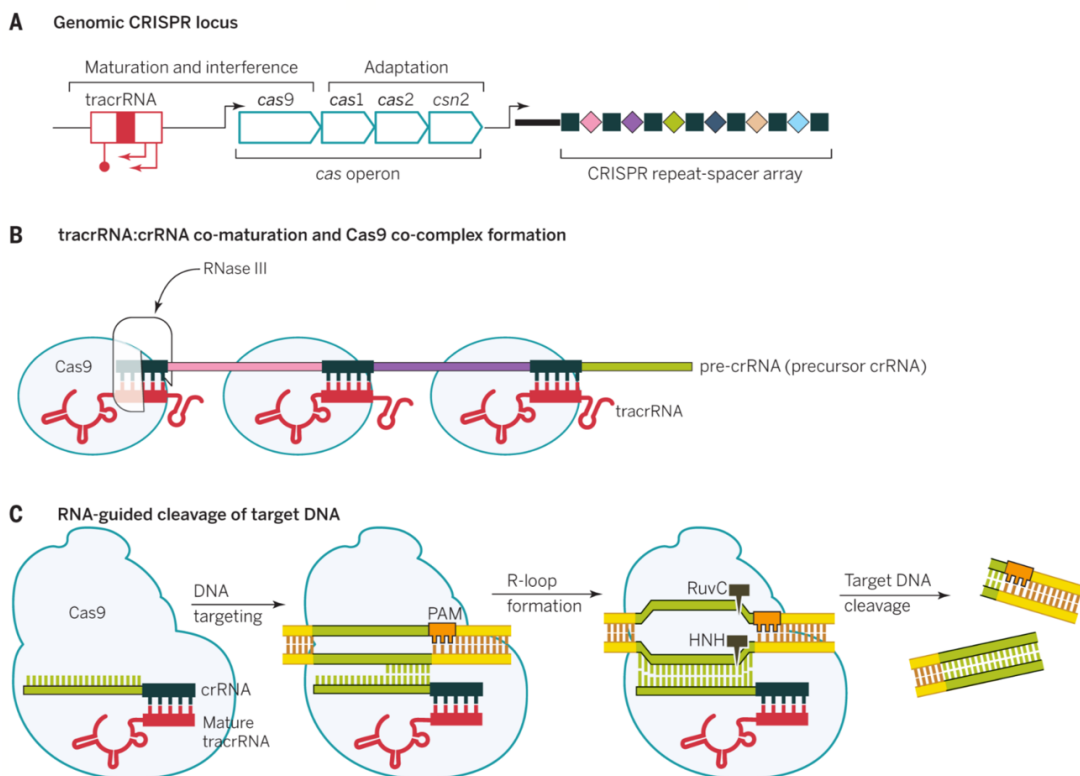 A Genomic CRISPR locus
Maturation and interference
Adaptation
tracrRNA
cas9
cas1
cas2
csn2
cas operon
CRISPR repeat-spacer array
B tracrRNA:crRNA co-maturation and Cas9 co-complex formation
RNase III
Cas9
pre-crRNA (precursor crRNA)
tracrRNA
C RNA-guided cleavage of target DNA
Cas9
DNA
targeting
PAM
R-loop
formation
RuvC
HNH
Target DNA
cleavage
crRNA
Mature
tracrRNA